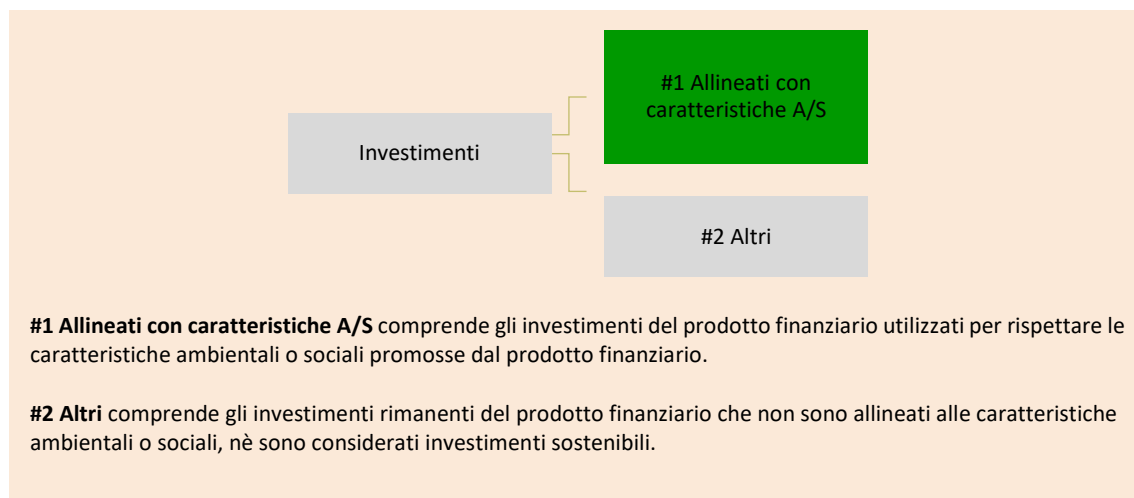 #1 Allineati con
caratteristiche A/S
Investimenti
#2 Altri
#1 Allineati con caratteristiche A/S comprende gli investimenti del prodotto finanziario utilizzati per rispettare le
caratteristiche ambientali o sociali promosse dal prodotto finanziario.
#2 Altri comprende gli investimenti rimanenti del prodotto finanziario che non sono allineati alle caratteristiche
ambientali o sociali, nè sono considerati investimenti sostenibili.